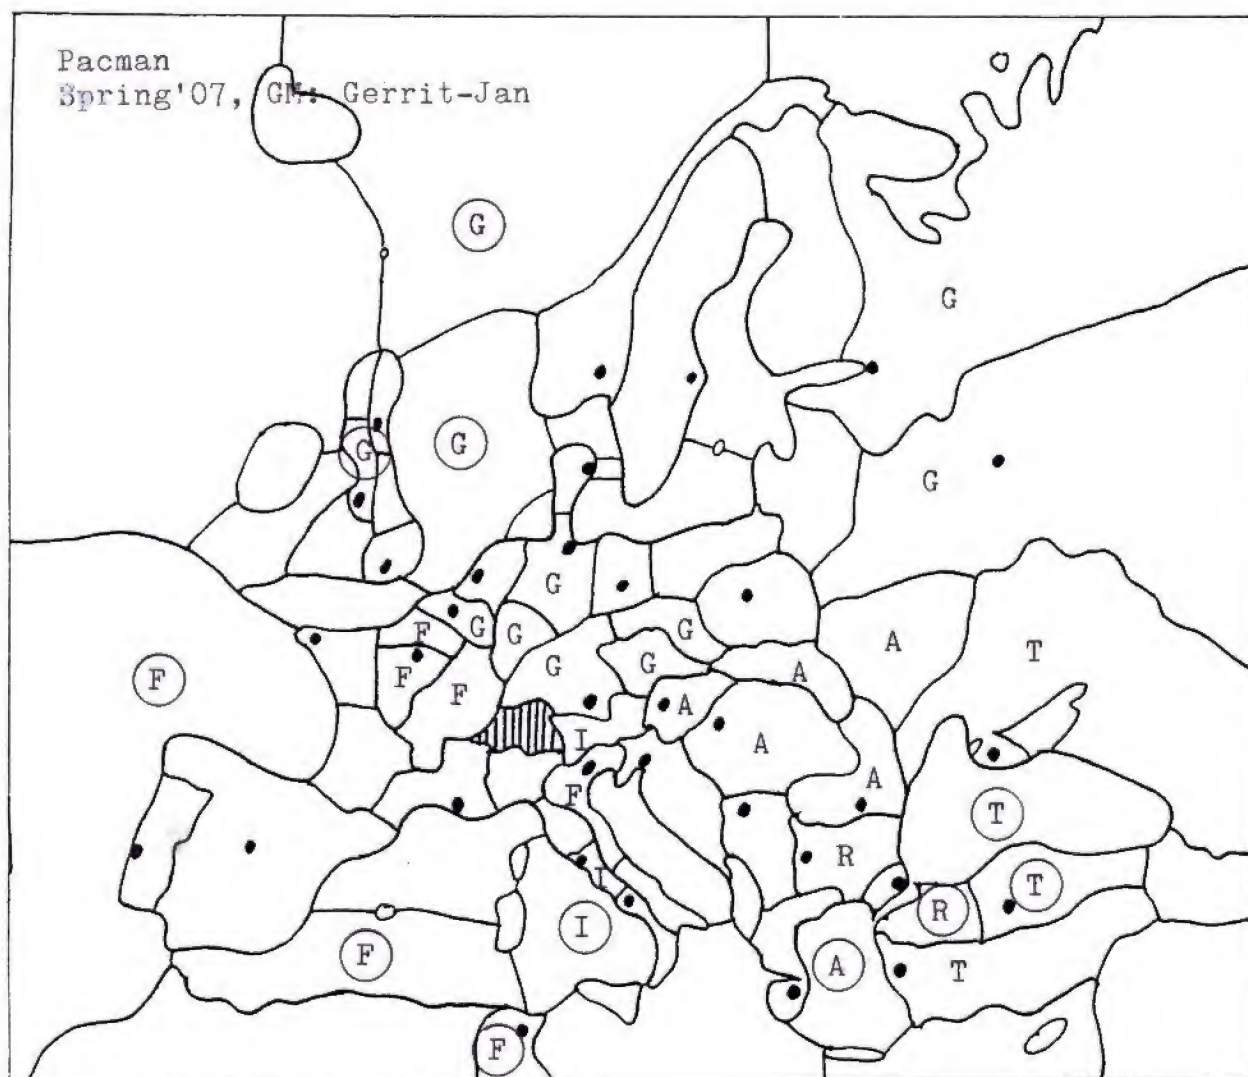 Pacman
Spring'07, GM: Gerrit-Jan
G
G
G G G
G
F G G G A
T
F F F G G A
A
I A
F A T
R
I T
I R
F A T
F